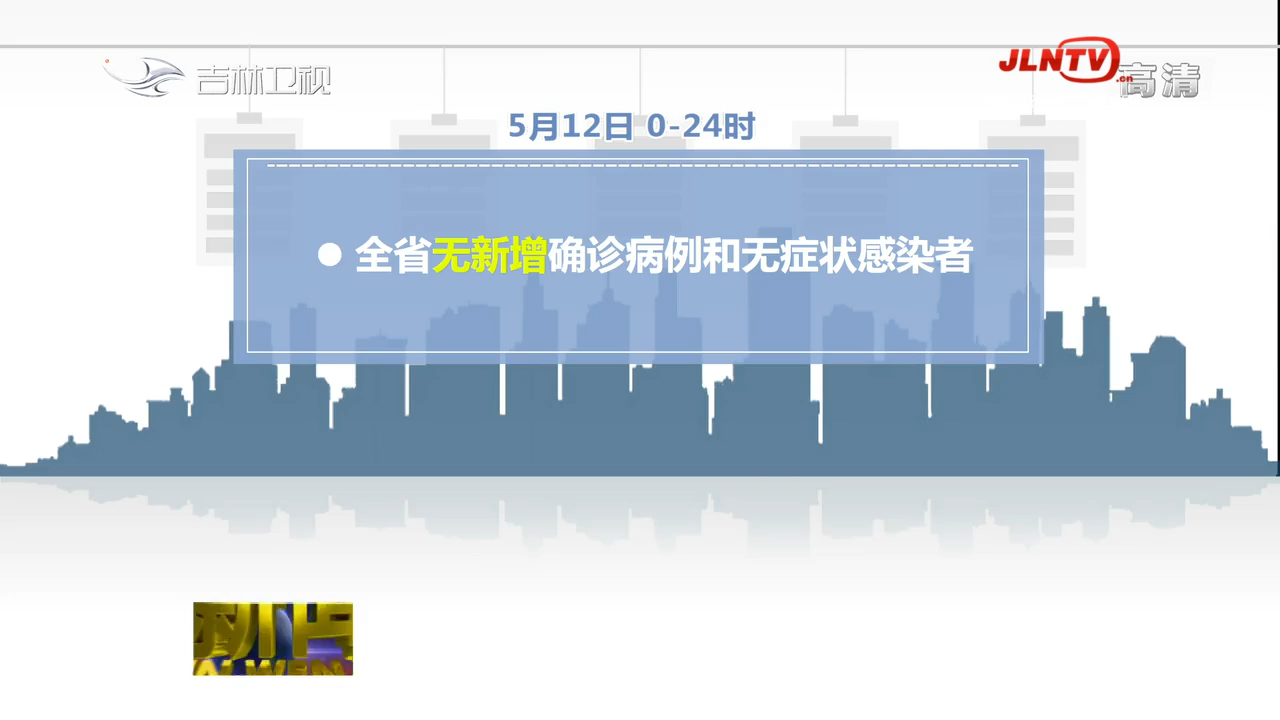 吉林卫视
JLNTV
.cn
高清
5月12日 0-24时
● 全省无新增确诊病例和无症状感染者